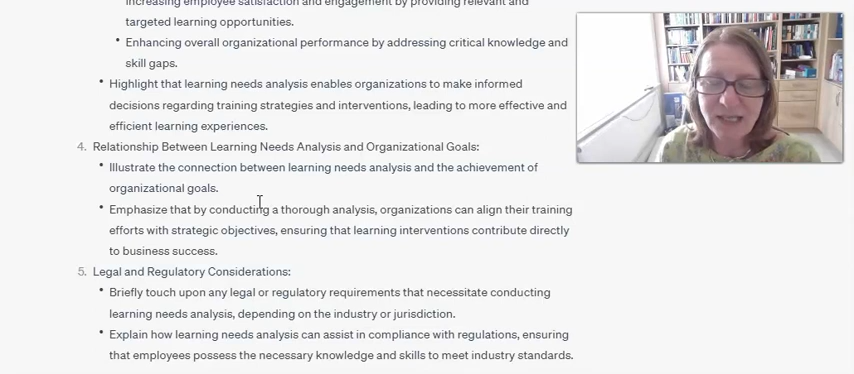 increasing employee satisfaction and engagement by providing relevant and
targeted learning opportunities.
• Enhancing overall organizational performance by addressing critical knowledge and
skill gaps.
• Highlight that learning needs analysis enables organizations to make informed
decisions regarding training strategies and interventions, leading to more effective and
efficient learning experiences.
4. Relationship Between Learning Needs Analysis and Organizational Goals:
• Illustrate the connection between learning needs analysis and the achievement of
organizational goals.
• Emphasize that by conducting a thorough analysis, organizations can align their training
efforts with strategic objectives, ensuring that learning interventions contribute directly
to business success.
5. Legal and Regulatory Considerations:
• Briefly touch upon any legal or regulatory requirements that necessitate conducting
learning needs analysis, depending on the industry or jurisdiction.
• Explain how learning needs analysis can assist in compliance with regulations, ensuring
that employees possess the necessary knowledge and skills to meet industry standards.